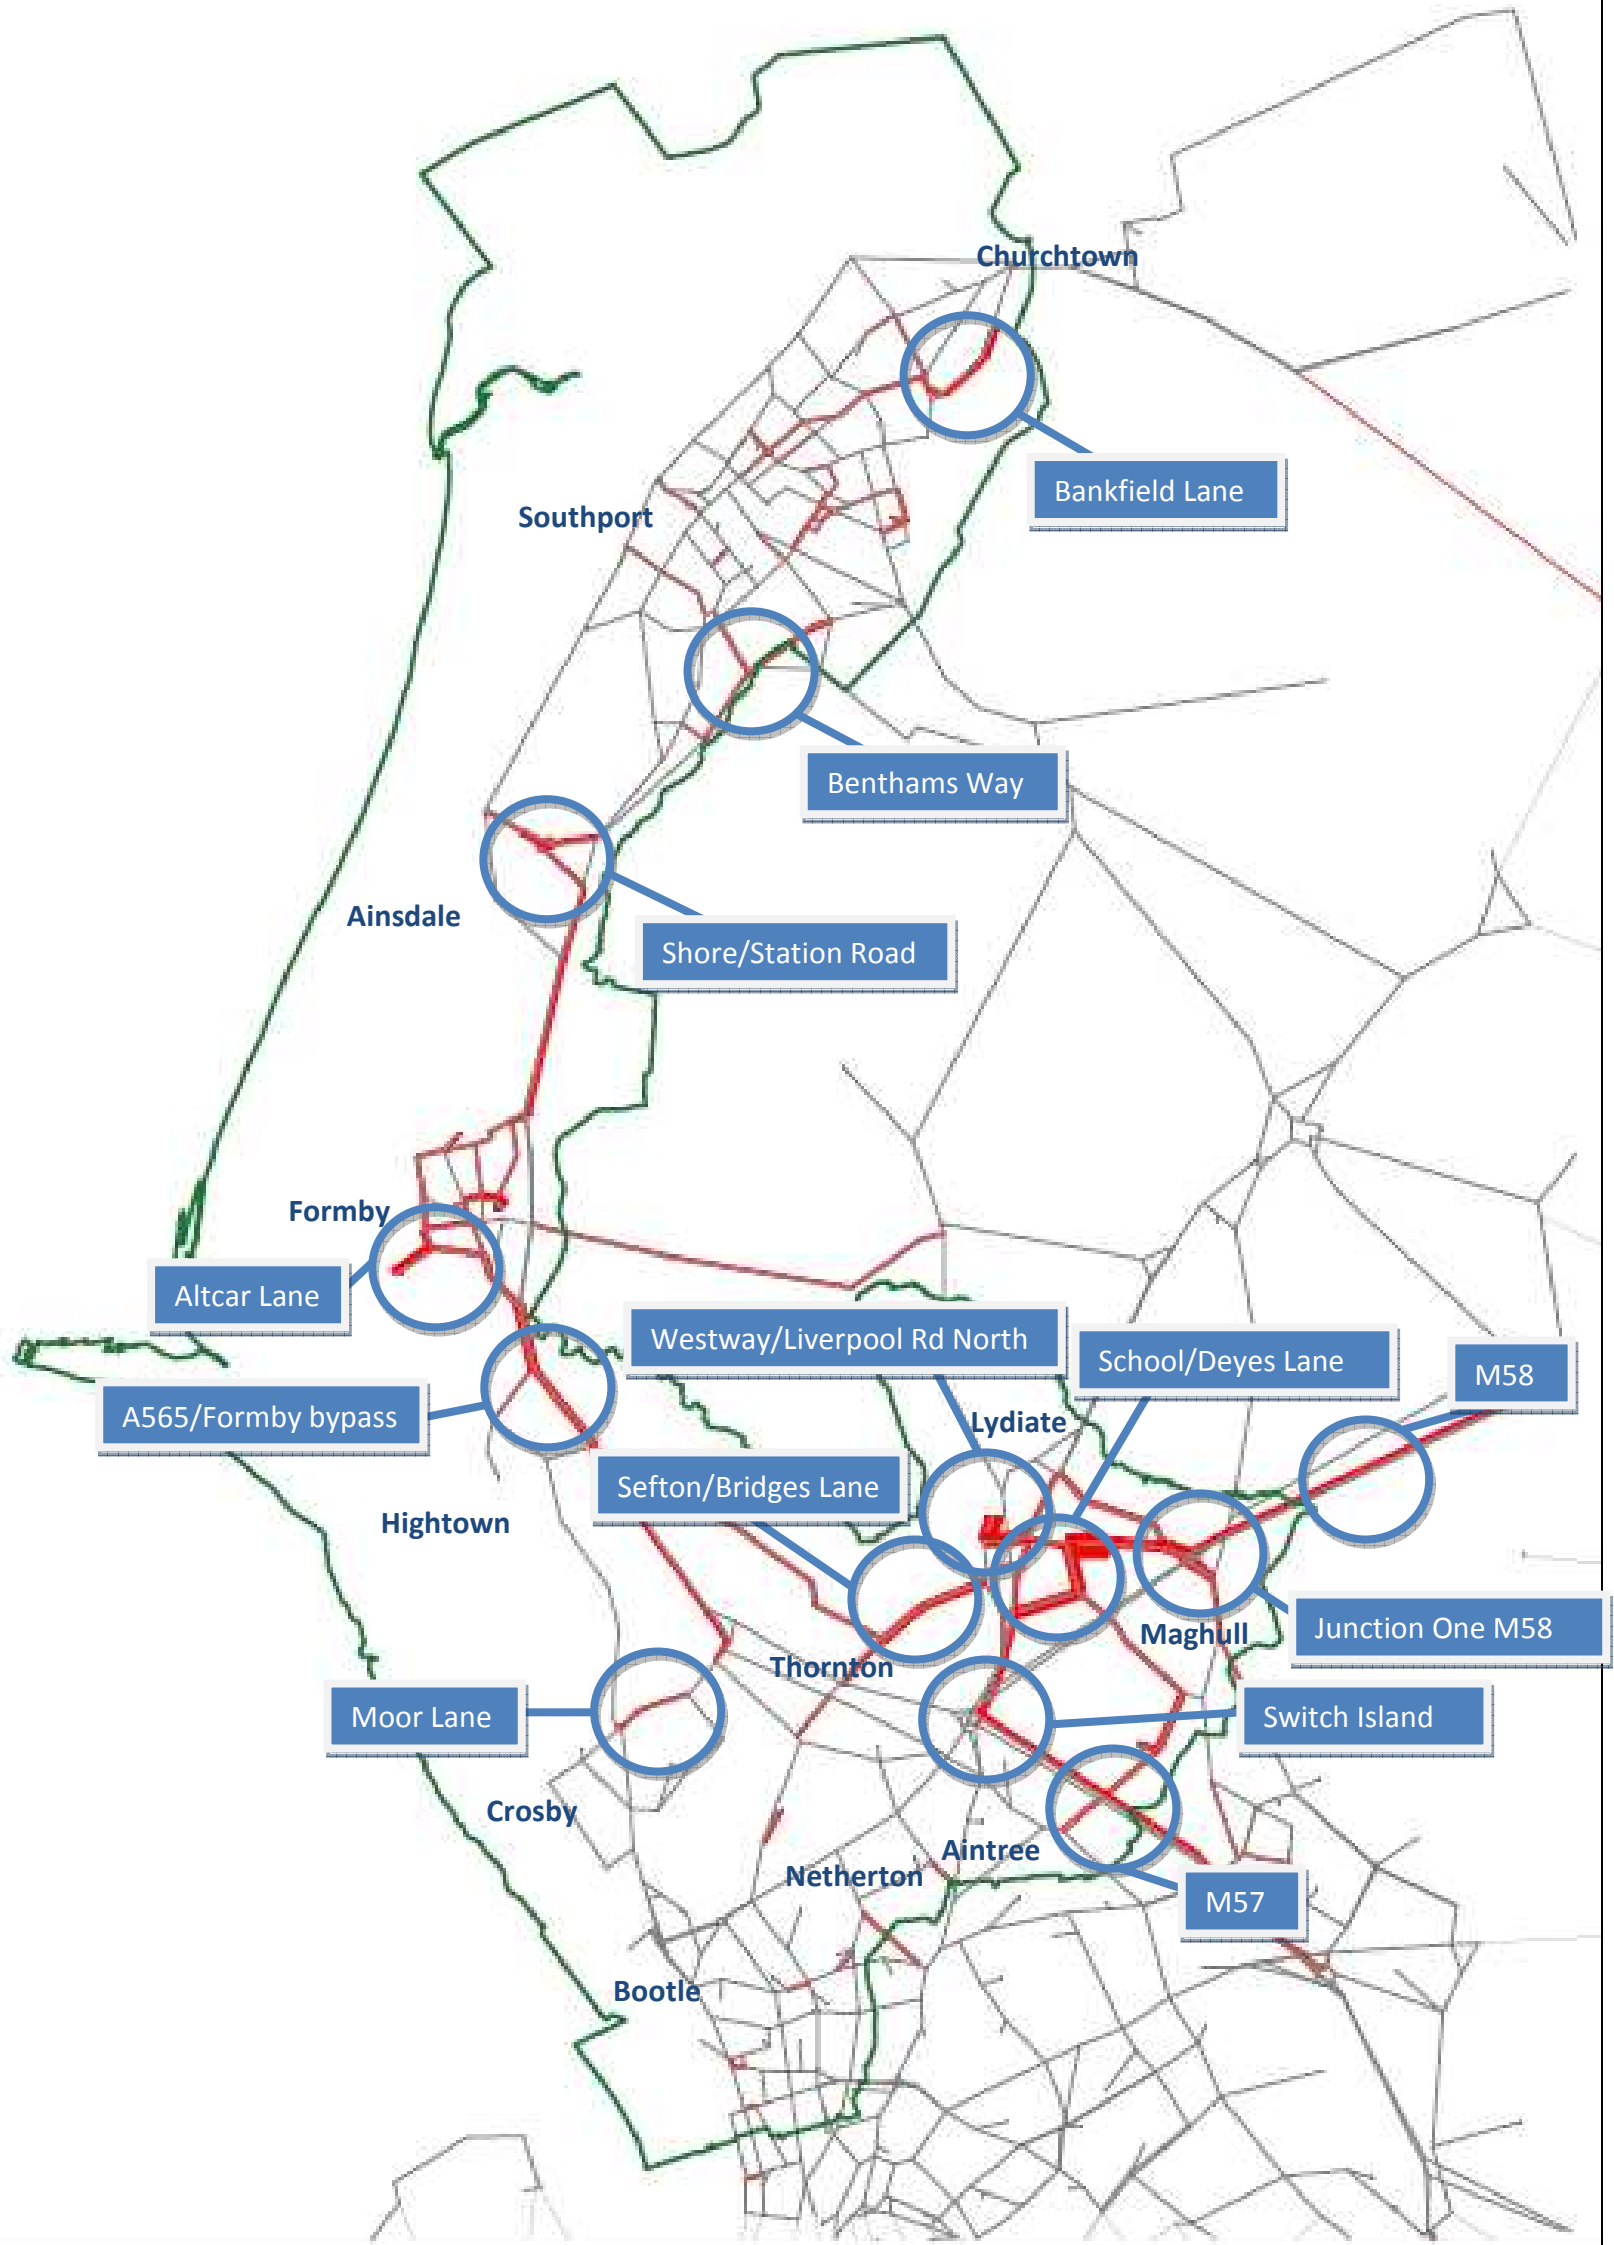 Churchtown
Bankfield Lane
Southport
Benthams Way
Ainsdale
Shore/Station Road
Formby
Altcar Lane
Westway/Liverpool Rd North
School/Deyes Lane
M58
A565/Formby bypass
Lydiate
Sefton/Bridges Lane
Hightown
Junction One M58
Maghull
Thornton
Moor Lane
Switch Island
Crosby
Aintree
Netherton
M57
Bootle